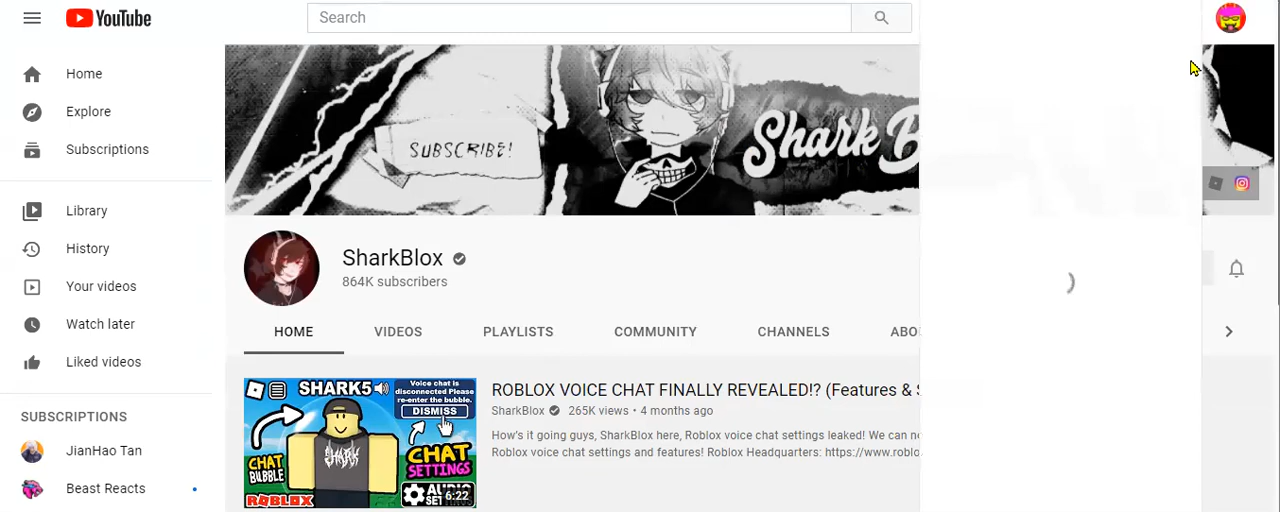 YouTube
Search
Home
Explore
Subscriptions
Library
History
Your videos
Watch later
Liked videos
SUBSCRIPTIONS
JianHao Tan
Beast Reacts
SUBSCRIBE!
Shark B
SharkBlox
864K subscribers
HOME VIDEOS PLAYLISTS COMMUNITY CHANNELS ABO
SHARK5
Voice chat is
disconnected Please
re-enter the bubble.
DISMISS
SHARK
CHAT
BUBBLE
CHAT
SETTINGS
ROBLOX
6:22
ROBLOX VOICE CHAT FINALLY REVEALED!? (Features & S
SharkBlox 265K views • 4 months ago
How's it going guys, SharkBlox here, Roblox voice chat settings leaked! We can no
Roblox voice chat settings and features! Roblox Headquarters: https://www.roblo